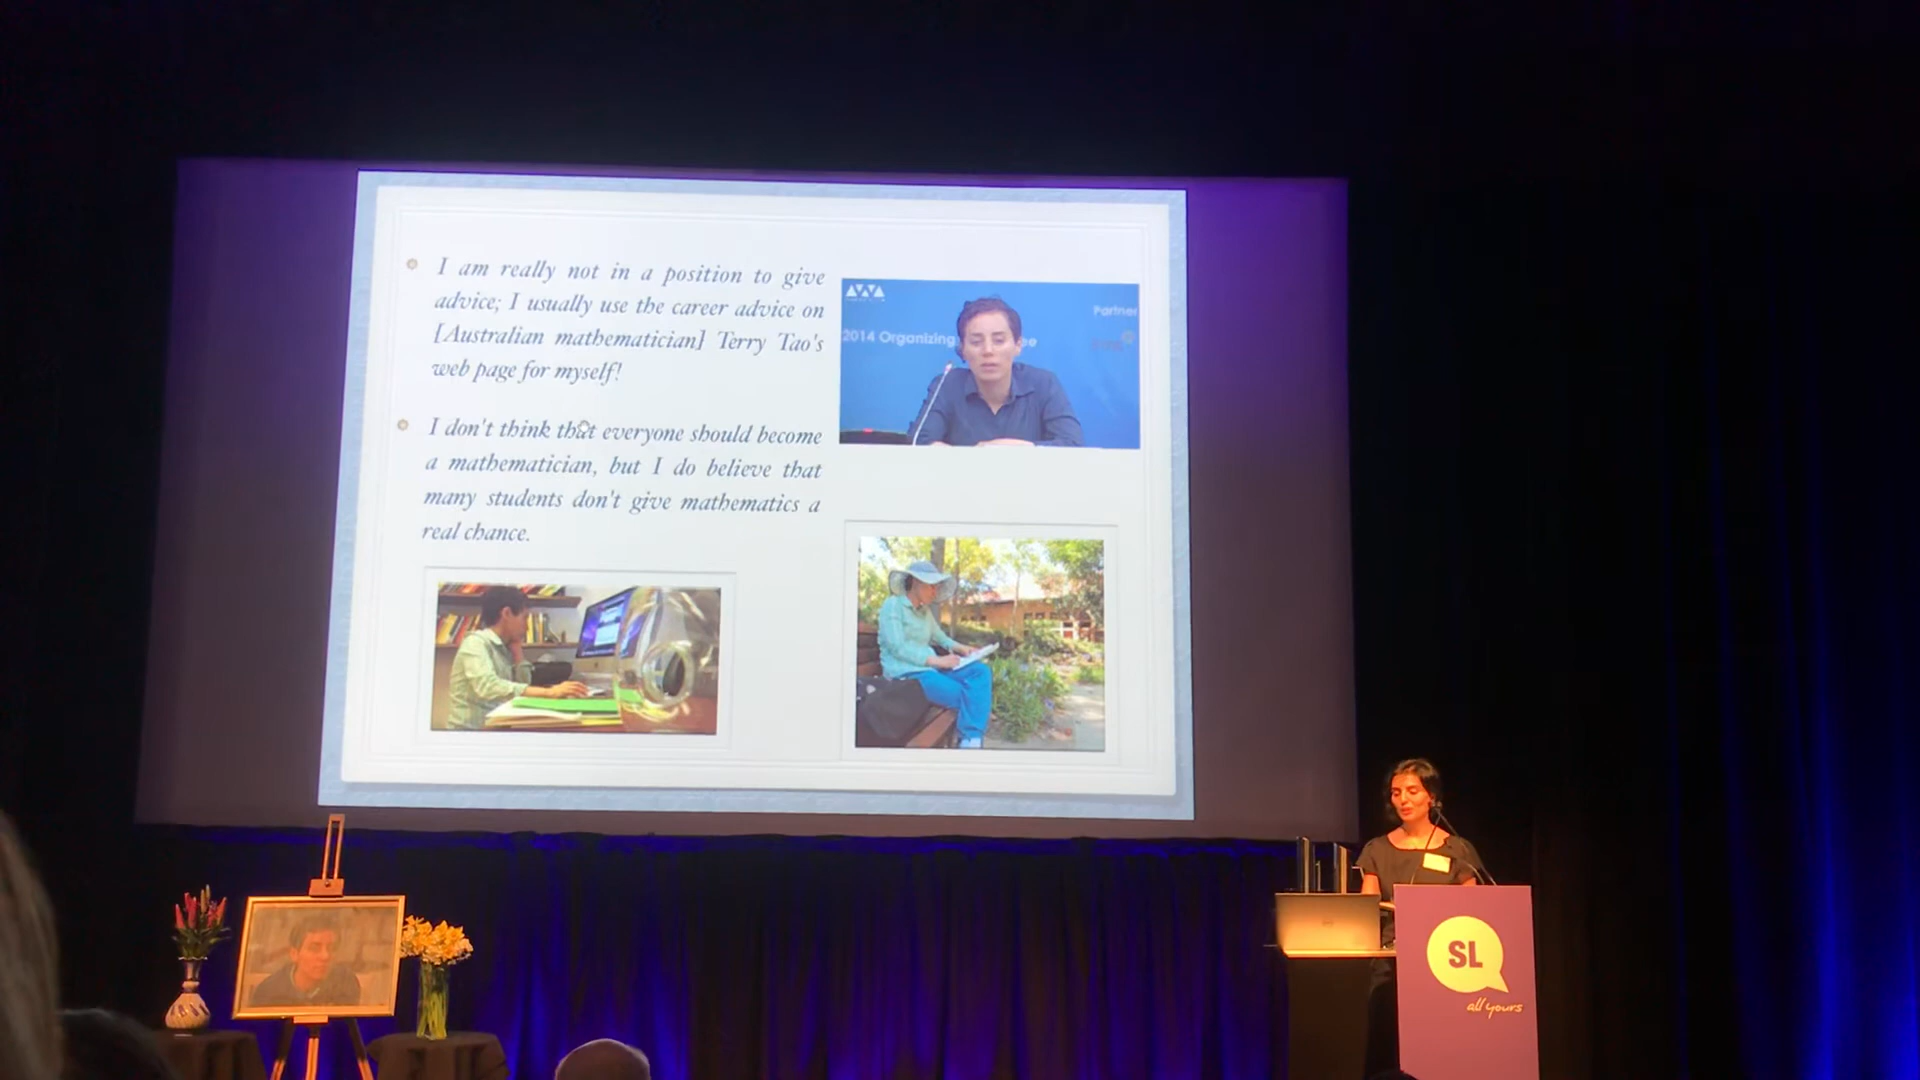 I am really not in a position to give
advice; I usually use the career advice on
[Australian mathematician] Terry Tao's
web page for myself!
I don't think that everyone should become
a mathematician, but I do believe that
many students don't give mathematics a
real chance.
Partner
2014 Organizing
SL
all yours